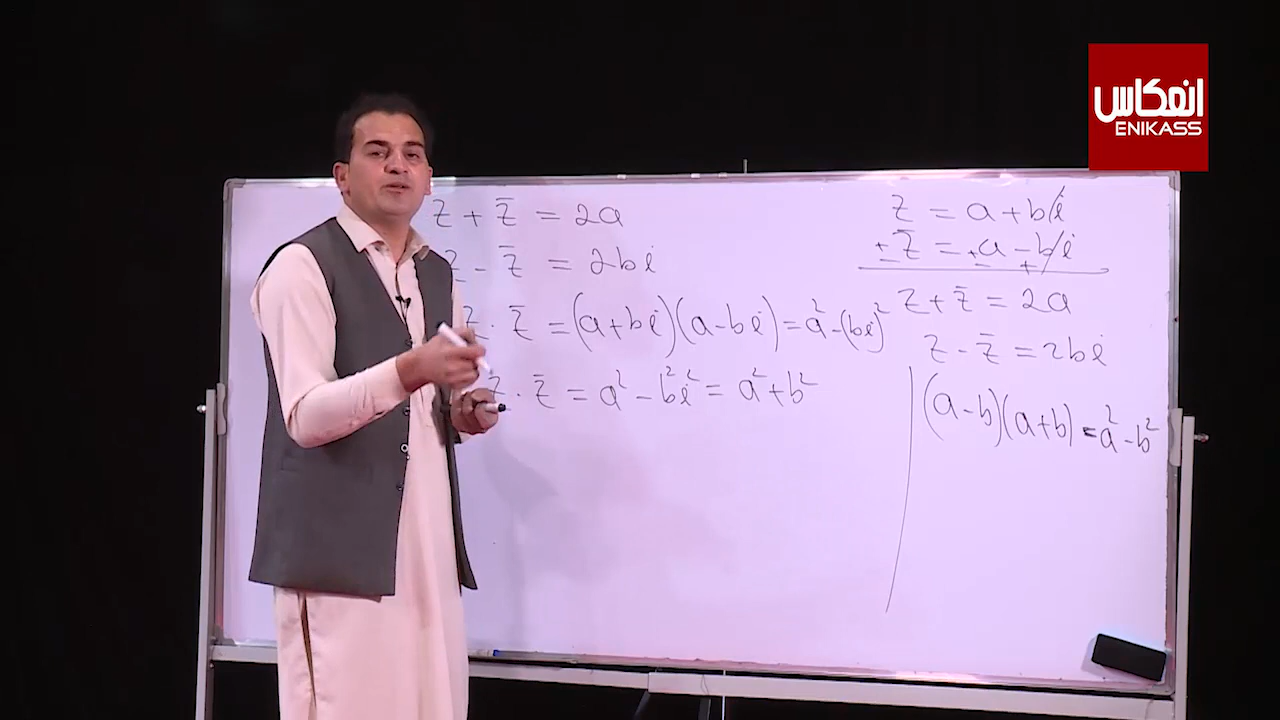 انعکاس
ENIKASS
z + z̄ = 2a
z - z̄ = 2bi
z · z̄ = (a+bi)(a-bi) = a² - (bi)²
z · z̄ = a² - b²i² = a² + b²
z = a + bi
± z̄ = ±a ∓ bi
z + z̄ = 2a
z - z̄ = 2bi
(a-b)(a+b) = a² - b²